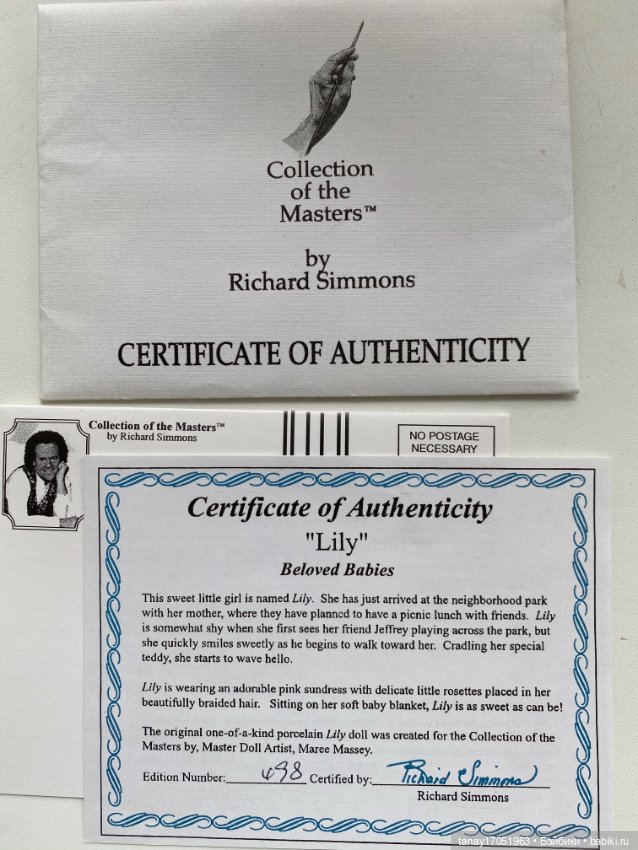 Collection
of the
Masters™
by
Richard Simmons
CERTIFICATE OF AUTHENTICITY
Collection of the Masters™
by Richard Simmons
NO POSTAGE
NECESSARY
Certificate of Authenticity
"Lily"
Beloved Babies
This sweet little girl is named Lily. She has just arrived at the neighborhood park
with her mother, where they have planned to have a picnic lunch with friends. Lily
is somewhat shy when she first sees her friend Jeffrey playing across the park, but
she quickly smiles sweetly as he begins to walk toward her. Cradling her special
teddy, she starts to wave hello.
Lily is wearing an adorable pink sundress with delicate little rosettes placed in her
beautifully braided hair. Sitting on her soft baby blanket, Lily is as sweet as can be!
The original one-of-a-kind porcelain Lily doll was created for the Collection of the
Masters by, Master Doll Artist, Maree Massey.
Edition Number: 498 Certified by: Richard Simmons
Richard Simmons
tanay17051963 • Бэйбики • babiki.ru